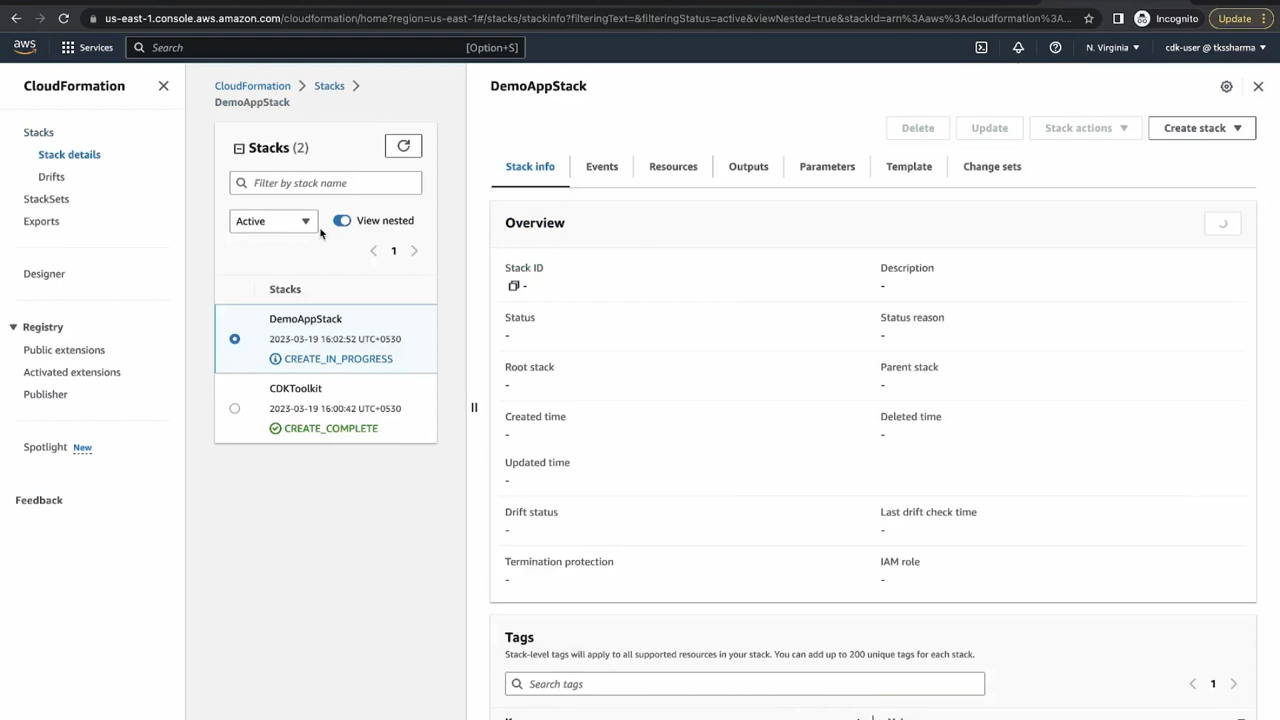 us-east-1.console.aws.amazon.com/cloudformation/home?region=us-east-1#/stacks/stackinfo?filteringText=&filteringStatus=active&viewNested=true&stackId=arn%3Aaws%3Acloudformation%3A...
Incognito
Update
aws
Services
Search
[Option+S]
N. Virginia
cdk-user @ tkssharma
CloudFormation
Stacks
Stack details
Drifts
StackSets
Exports
Designer
Registry
Public extensions
Activated extensions
Publisher
Spotlight New
Feedback
CloudFormation > Stacks >
DemoAppStack
Stacks (2)
Filter by stack name
Active
View nested
1
Stacks
DemoAppStack
2023-03-19 16:02:52 UTC+0530
CREATE_IN_PROGRESS
CDKToolkit
2023-03-19 16:00:42 UTC+0530
CREATE_COMPLETE
DemoAppStack
Delete
Update
Stack actions
Create stack
Stack info
Events
Resources
Outputs
Parameters
Template
Change sets
Overview
Stack ID
-
Description
-
Status
-
Status reason
-
Root stack
-
Parent stack
-
Created time
-
Deleted time
-
Updated time
-
Drift status
-
Last drift check time
-
Termination protection
-
IAM role
-
Tags
Stack-level tags will apply to all supported resources in your stack. You can add up to 200 unique tags for each stack.
Search tags
1